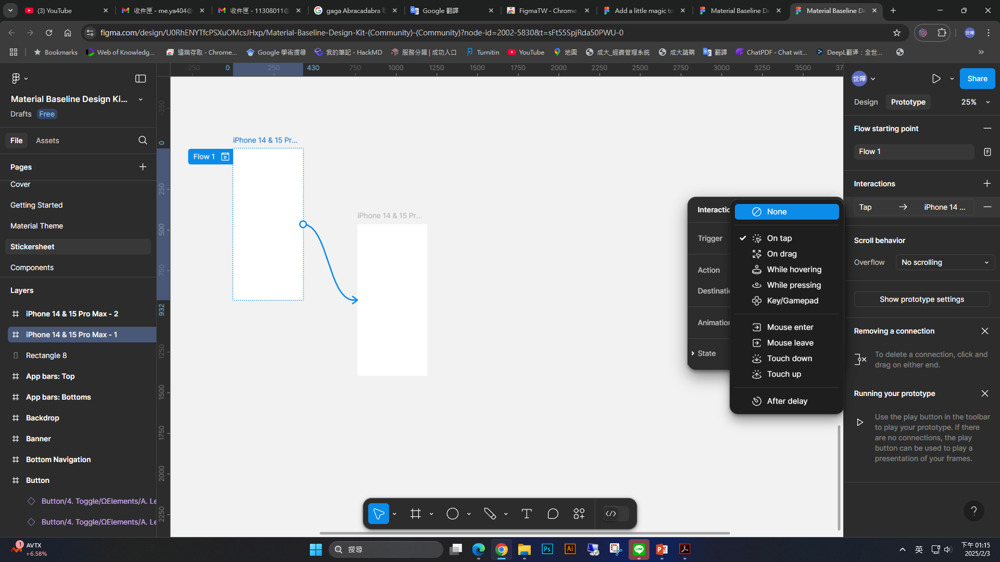 (3) YouTube
收件匣 - me.ya404@
收件匣 - 11308011@
gaga Abracadabra
Google 翻譯
FigmaTW - Chrome
Add a little magic to
Material Baseline De
Material Baseline De
figma.com/design/U0RhENYTfcPSXuOMcsJHxp/Material-Baseline-Design-Kit-(Community)-(Community)?node-id=2002-5830&t=sFt55SpjRda50PWU-0
世曄
Bookmarks
Web of Knowledg...
遠端存取 - Chrome...
Google 學術搜尋
我的筆記 - HackMD
服務分類 | 成功入口
Turnitin
YouTube
地圖
成大_經費管理系統
成大請購
翻譯
ChatPDF - Chat wit...
DeepL翻译：全世...
Material Baseline Design Ki...
Drafts
Free
File
Assets
Pages
Cover
Getting Started
Material Theme
Stickersheet
Components
Layers
iPhone 14 & 15 Pro Max - 2
iPhone 14 & 15 Pro Max - 1
Rectangle 8
App bars: Top
App bars: Bottoms
Backdrop
Banner
Bottom Navigation
Button
Button/4. Toggle/ΩElements/A. Le
Button/4. Toggle/ΩElements/A. Le
-250
0
250
430
750
1000
1250
1500
1750
2000
2250
2500
2750
3000
3250
3500
37
-250
0
250
500
750
932
1250
1500
1750
2000
2250
iPhone 14 & 15 Pr...
Flow 1
iPhone 14 & 15 Pr...
Interactio
Trigger
Action
Destinatio
Animation
State
None
On tap
On drag
While hovering
While pressing
Key/Gamepad
Mouse enter
Mouse leave
Touch down
Touch up
After delay
世曄
Share
Design
Prototype
25%
Flow starting point
Flow 1
Interactions
Tap
iPhone 14 ...
Scroll behavior
Overflow
No scrolling
Show prototype settings
Removing a connection
To delete a connection, click and
drag on either end.
Running your prototype
Use the play button in the toolbar
to play your prototype. If there
are no connections, the play
button can be used to play a
presentation of your frames.
?
1
AVTX
+6.58%
搜尋
Ps
Ai
LINE
英
下午 01:15
2025/2/3